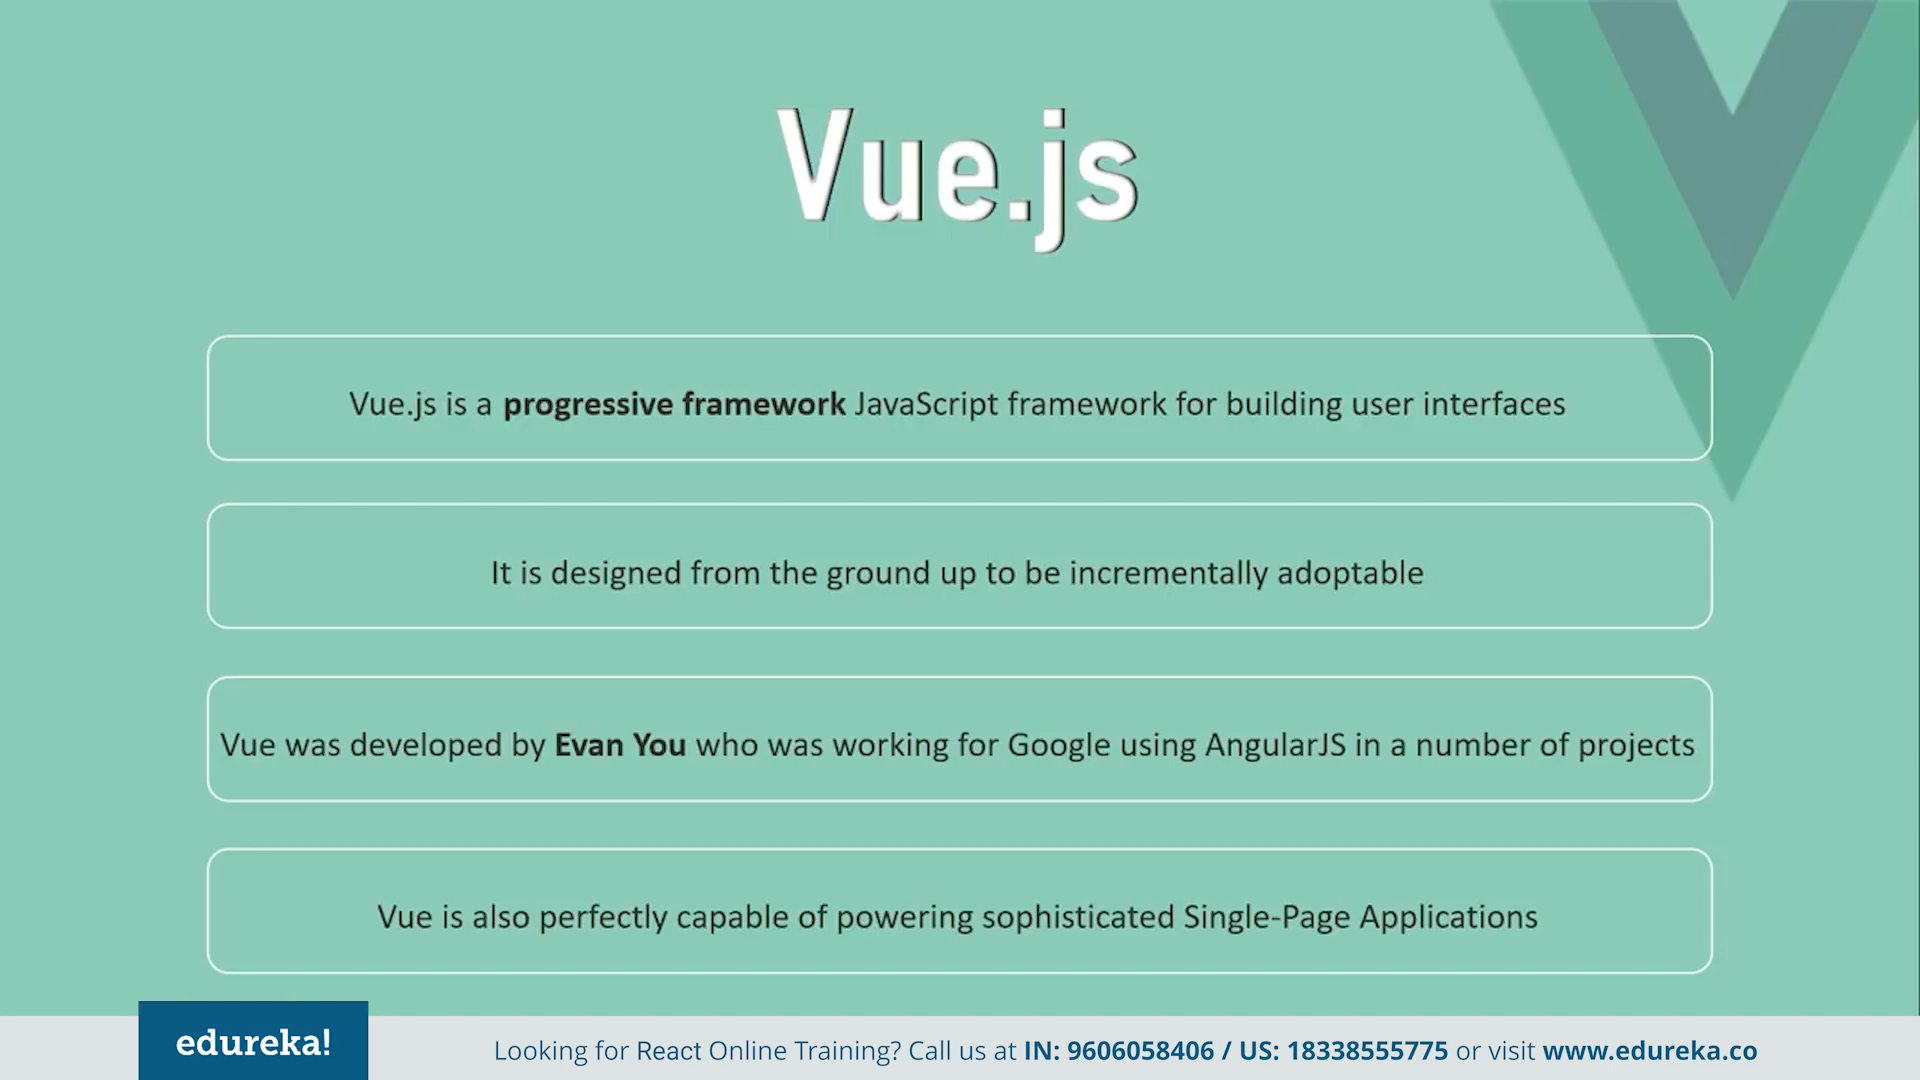 Vue.js
Vue.js is a progressive framework JavaScript framework for building user interfaces
It is designed from the ground up to be incrementally adoptable
Vue was developed by Evan You who was working for Google using AngularJS in a number of projects
Vue is also perfectly capable of powering sophisticated Single-Page Applications
edureka!
Looking for React Online Training? Call us at IN: 9606058406 / US: 18338555775 or visit www.edureka.co